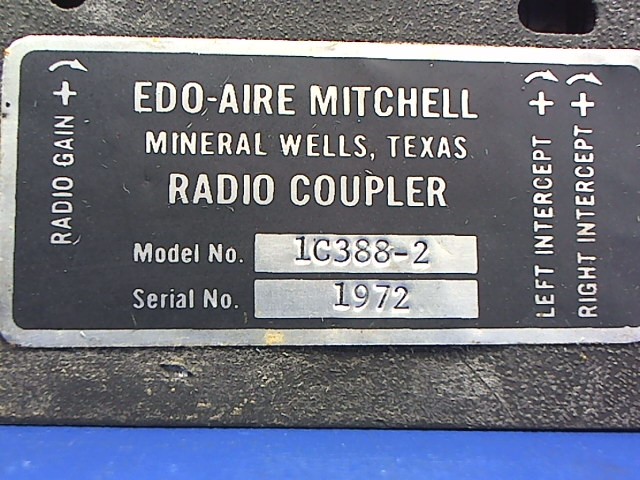 RADIO GAIN +
EDO-AIRE MITCHELL
MINERAL WELLS, TEXAS
RADIO COUPLER
Model No. 1C388-2
Serial No. 1972
LEFT INTERCEPT +
RIGHT INTERCEPT +